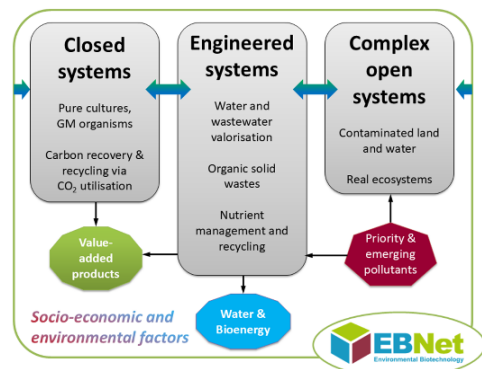 Closed
systems
Pure cultures,
GM organisms
Carbon recovery &
recycling via
CO₂ utilisation
Engineered
systems
Water and
wastewater
valorisation
Organic solid
wastes
Nutrient
management and
recycling
Complex
open
systems
Contaminated land
and water
Real ecosystems
Value-
added
products
Priority &
emerging
pollutants
Water &
Bioenergy
Socio-economic and
environmental factors
EBNet
Environmental Biotechnology